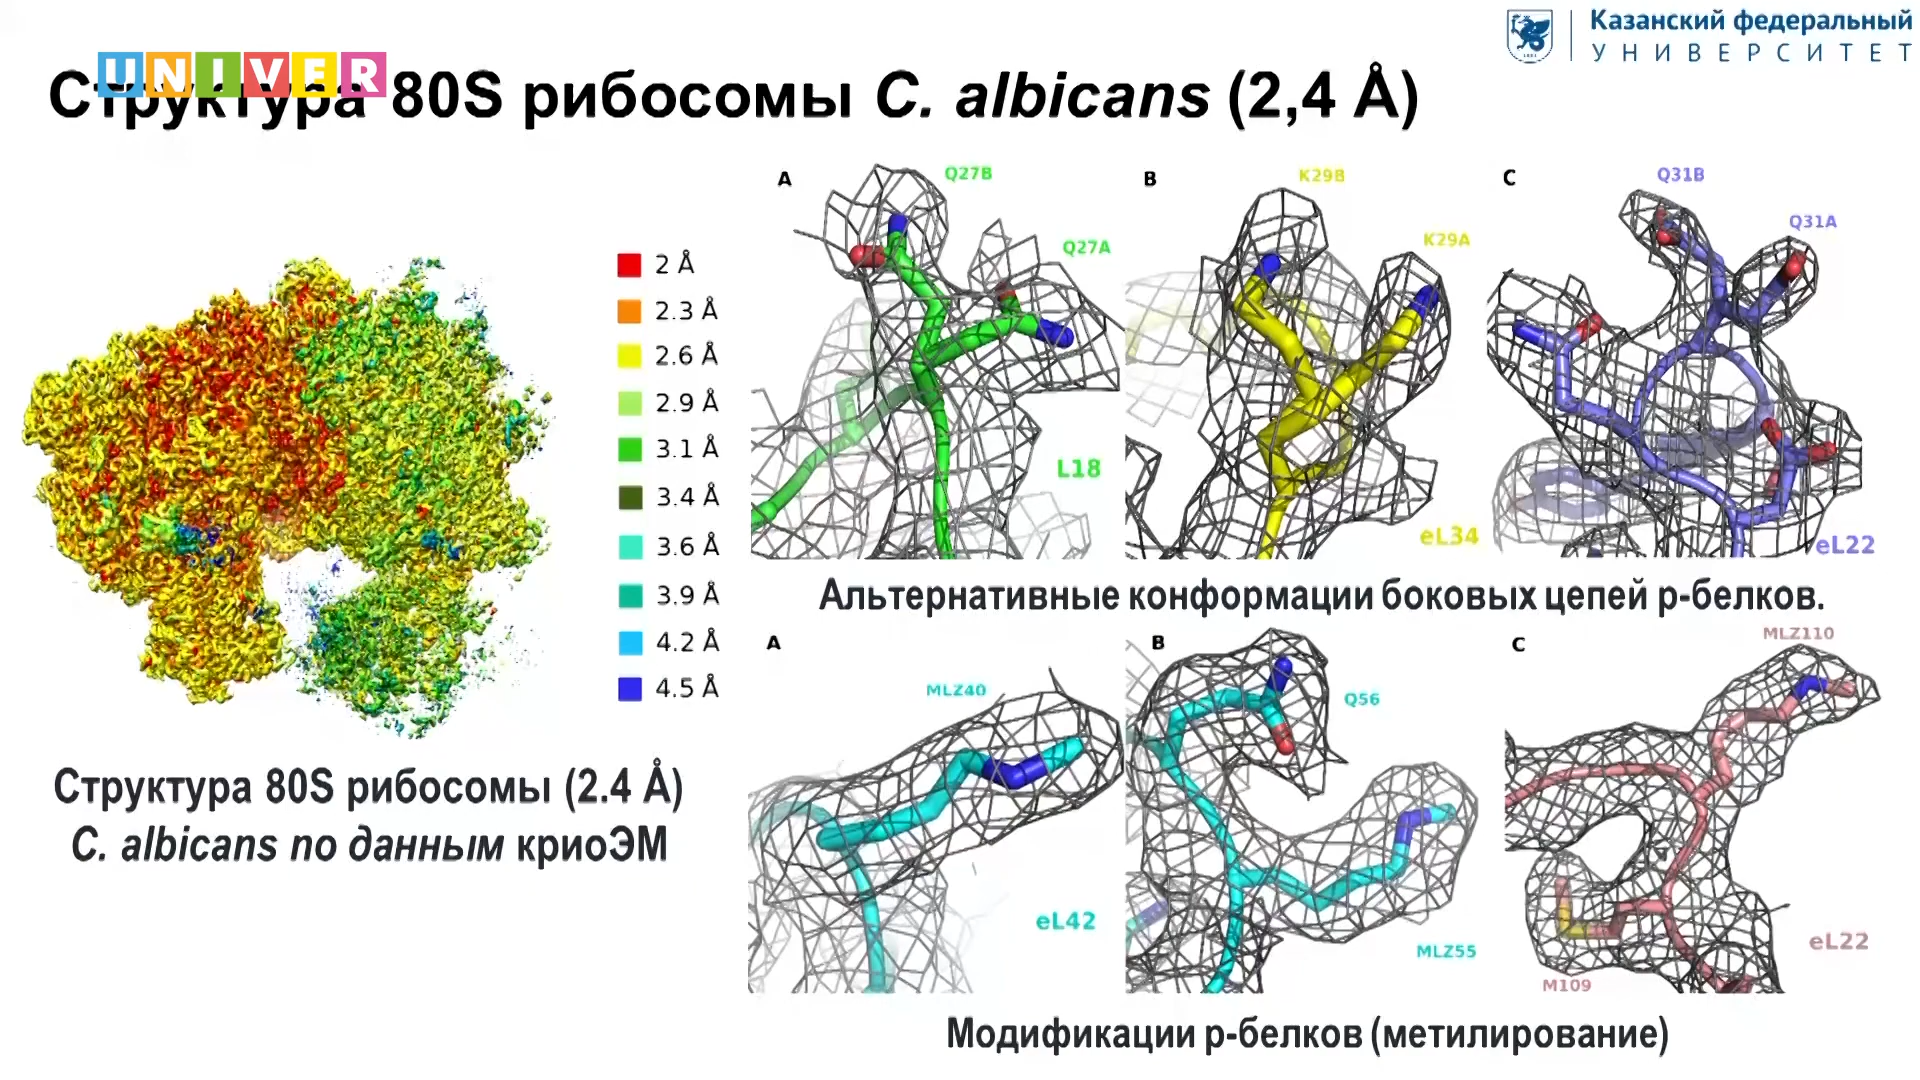 Казанский федеральный
УНИВЕРСИТЕТ
UNIVER
Структура 80S рибосомы C. albicans (2,4 Å)
2 Å
2.3 Å
2.6 Å
2.9 Å
3.1 Å
3.4 Å
3.6 Å
3.9 Å
4.2 Å
4.5 Å
Структура 80S рибосомы (2.4 Å)
C. albicans по данным криоЭМ
A
Q27B
Q27A
L18
B
K29B
K29A
eL34
C
Q31B
Q31A
eL22
Альтернативные конформации боковых цепей р-белков.
A
MLZ40
eL42
B
Q56
MLZ55
C
MLZ110
eL22
M109
Модификации р-белков (метилирование)